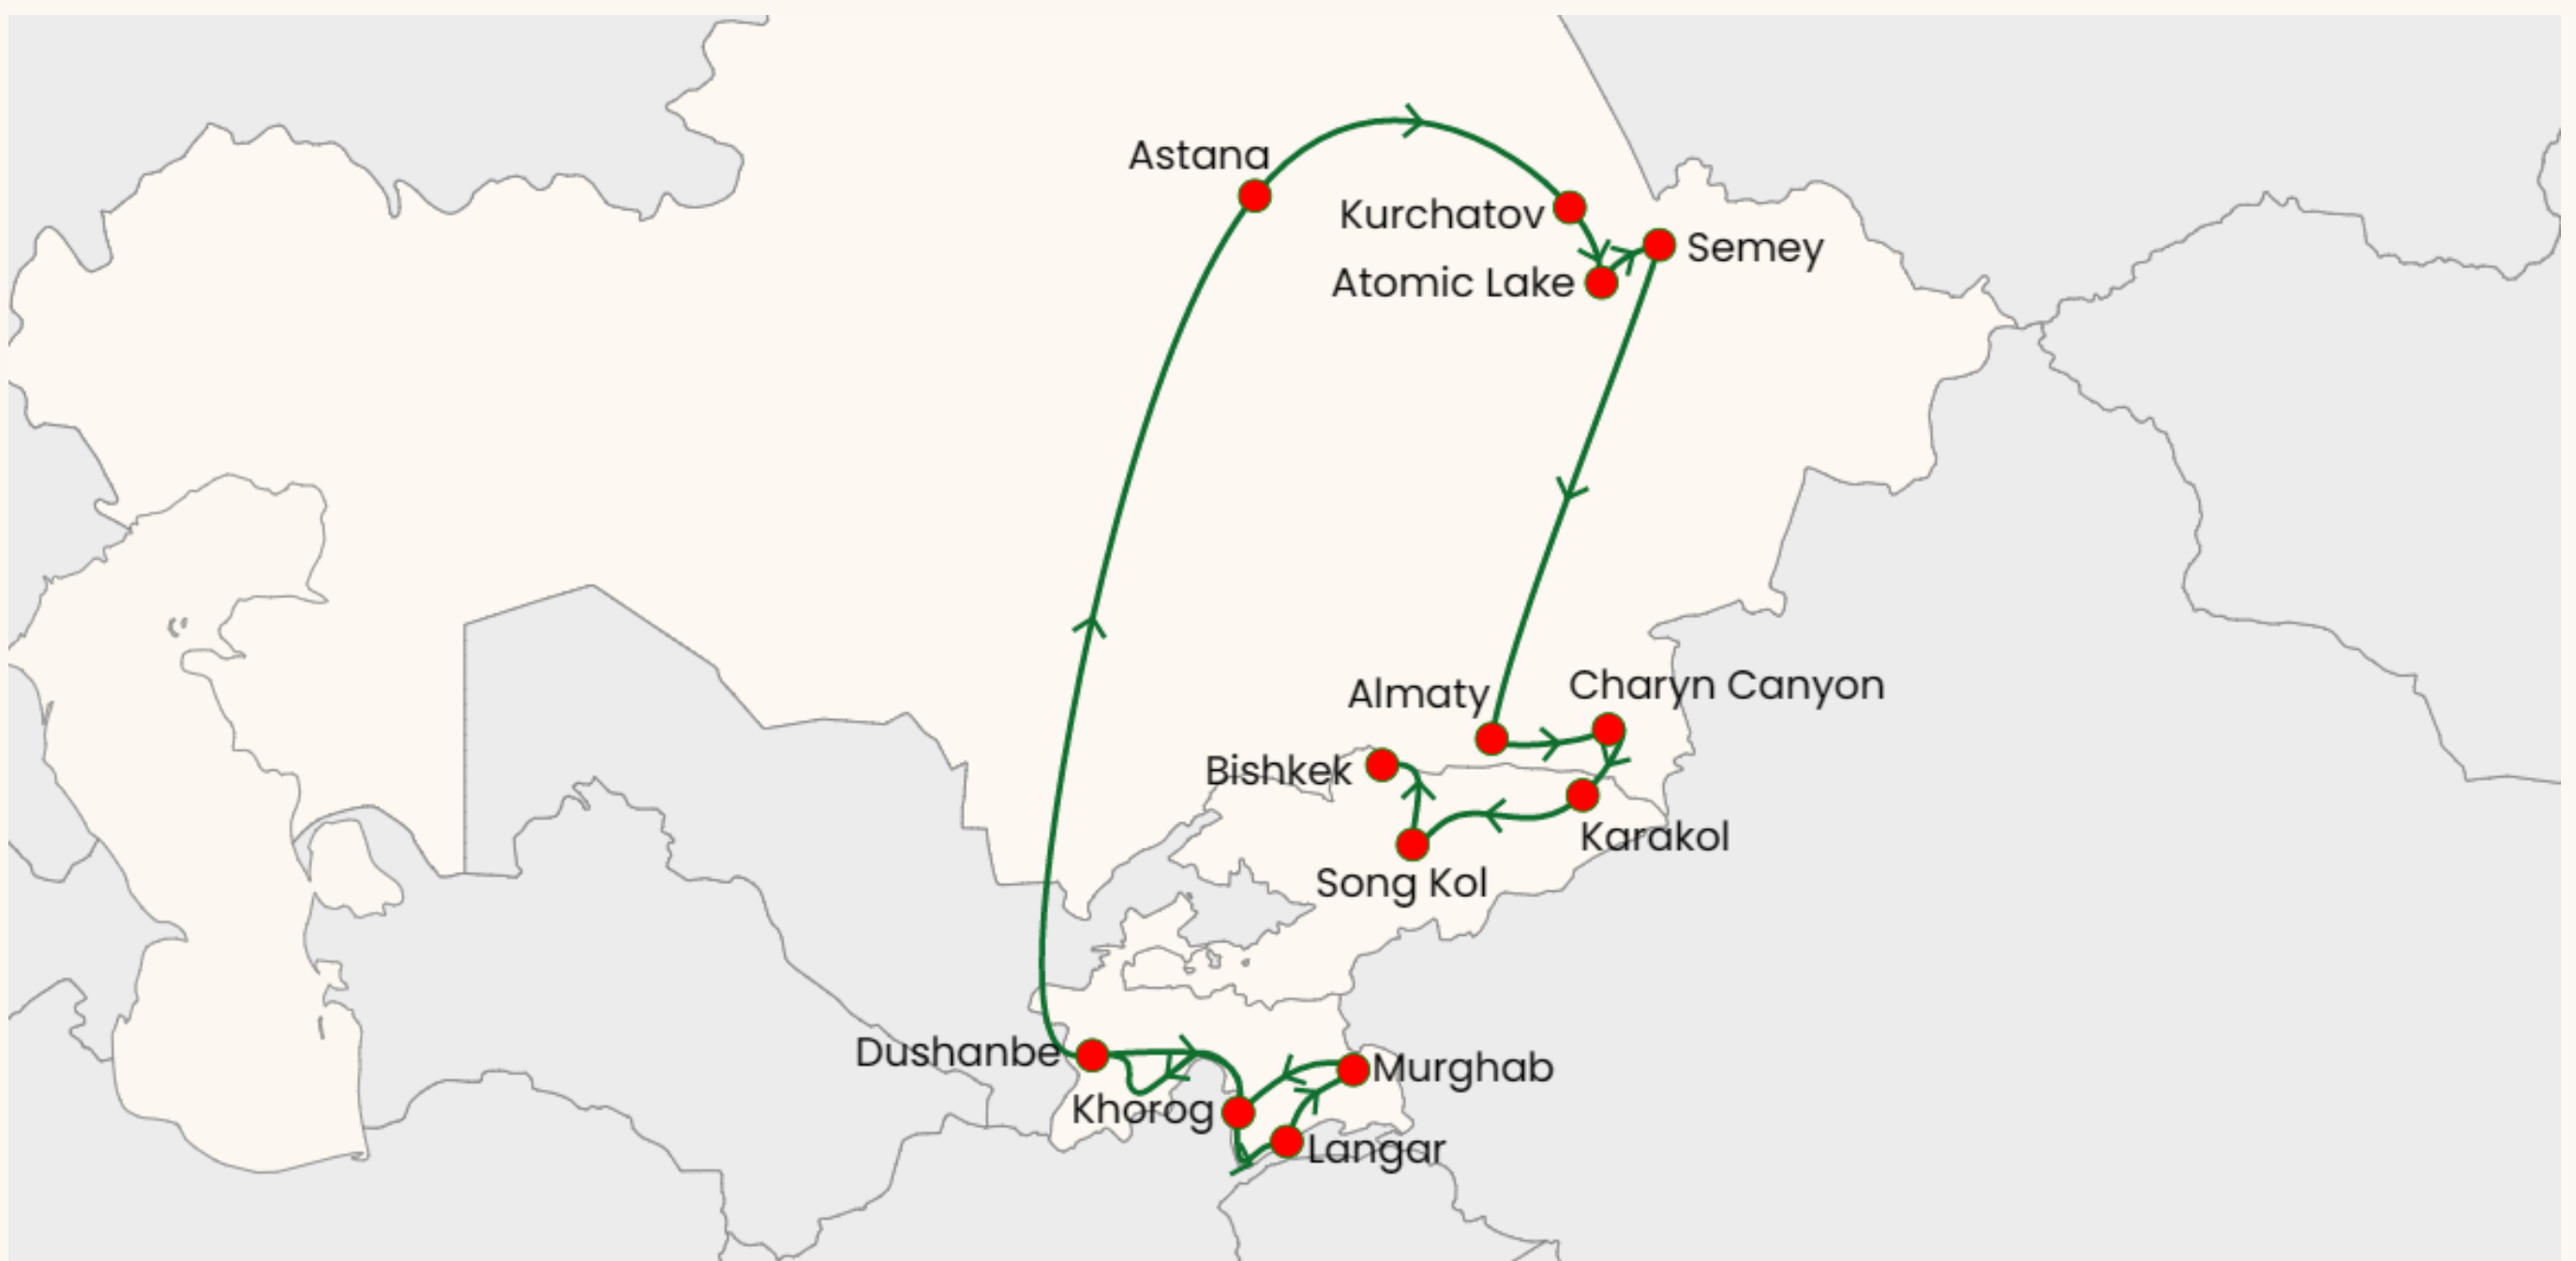 Astana
Kurchatov
Semey
Atomic Lake
Charyn Canyon
Almaty
Bishkek
Karakol
Song Kol
Dushanbe
Murghab
Khorog
Langar